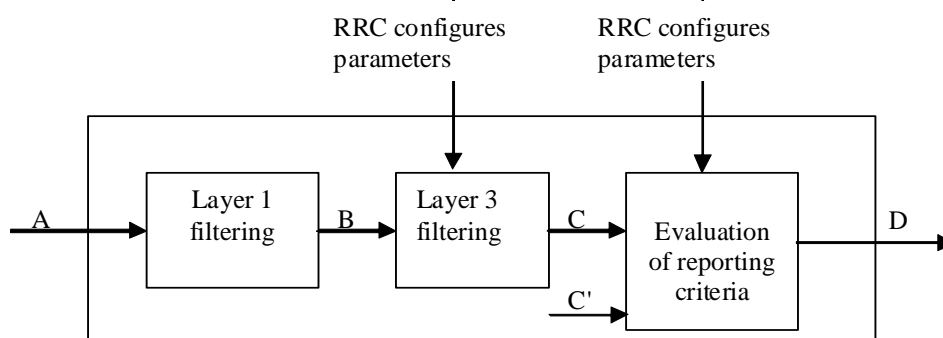 RRC configures
parameters
RRC configures
parameters
Layer 1
filtering
Layer 3
filtering
Evaluation
of reporting
criteria
A
B
C
C'
D